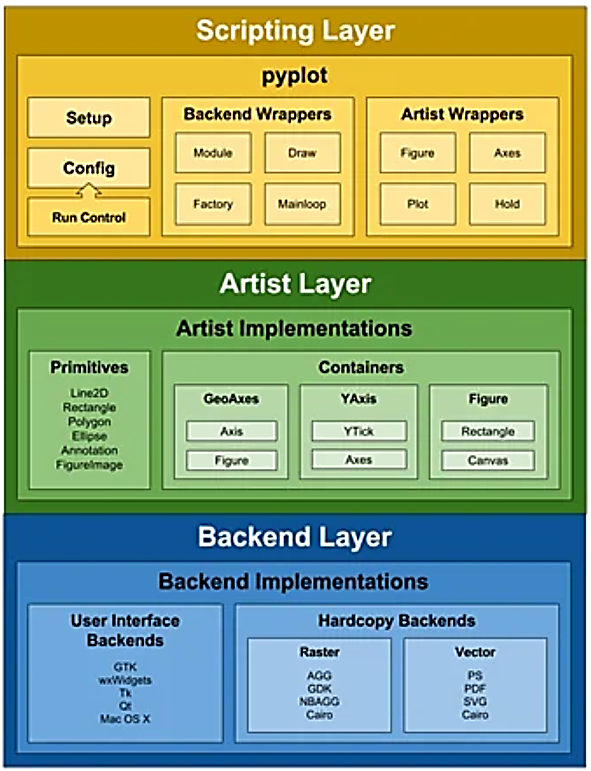 Scripting Layer
pyplot
Setup
Config
Run Control
Backend Wrappers
Module
Draw
Factory
Mainloop
Artist Wrappers
Figure
Axes
Plot
Hold
Artist Layer
Artist Implementations
Primitives
Line2D
Rectangle
Polygon
Ellipse
Annotation
FigureImage
Containers
GeoAxes
Axis
Figure
YAxis
YTick
Axes
Figure
Rectangle
Canvas
Backend Layer
Backend Implementations
User Interface
Backends
GTK
wxWidgets
Tk
Qt
Mac OS X
Hardcopy Backends
Raster
AGG
GDK
NBAGG
Cairo
Vector
PS
PDF
SVG
Cairo